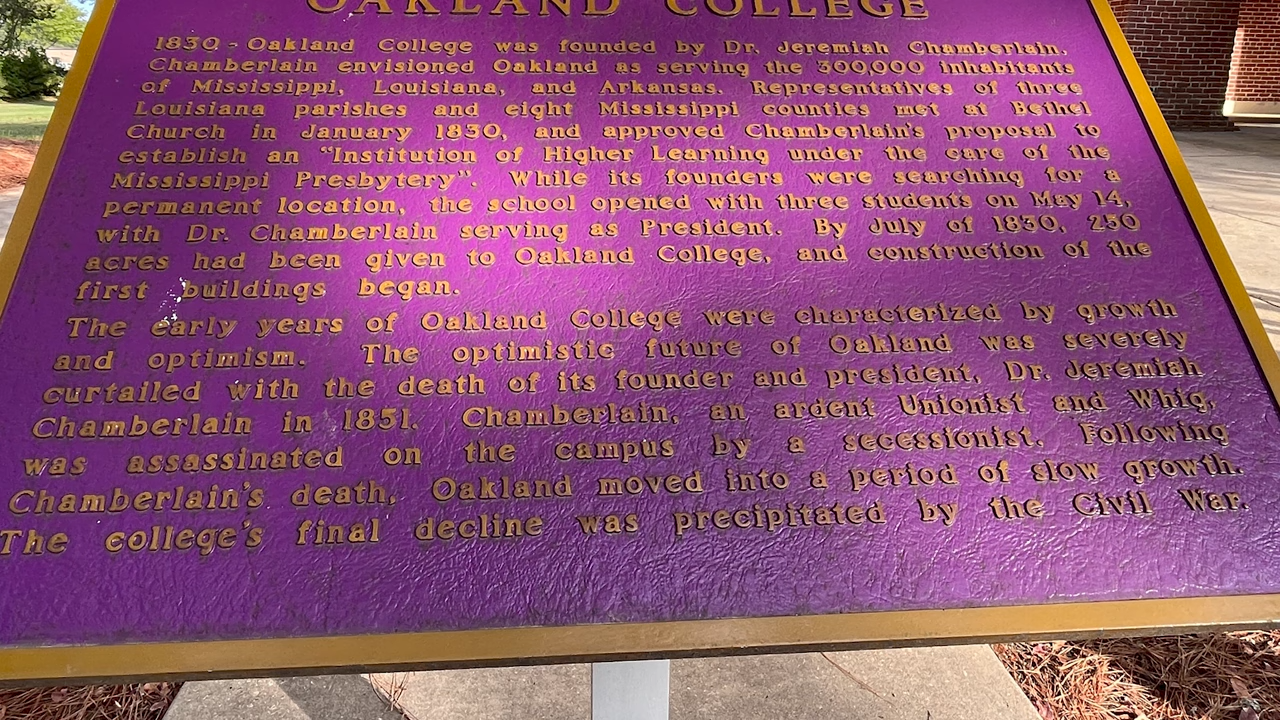 OAKLAND COLLEGE
1830 - Oakland College was founded by Dr. Jeremiah Chamberlain.
Chamberlain envisioned Oakland as serving the 300,000 inhabitants
of Mississippi, Louisiana, and Arkansas. Representatives of three
Louisiana parishes and eight Mississippi counties met at Bethel
Church in January 1830, and approved Chamberlain's proposal to
establish an "Institution of Higher Learning under the care of the
Mississippi Presbytery". While its founders were searching for a
permanent location, the school opened with three students on May 14,
with Dr. Chamberlain serving as President. By July of 1830, 250
acres had been given to Oakland College, and construction of the
first buildings began.
The early years of Oakland College were characterized by growth
and optimism. The optimistic future of Oakland was severely
curtailed with the death of its founder and president, Dr. Jeremiah
Chamberlain in 1851. Chamberlain, an ardent Unionist and Whig,
was assassinated on the campus by a secessionist. Following
Chamberlain's death, Oakland moved into a period of slow growth.
The college's final decline was precipitated by the Civil War.